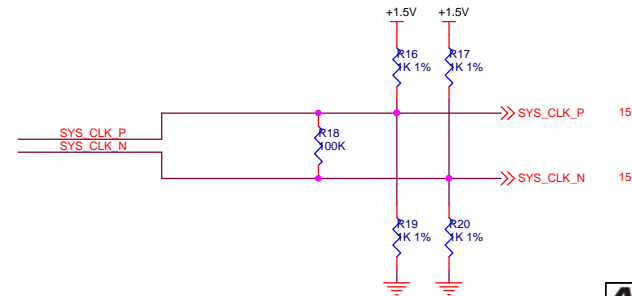 +1.5V +1.5V
R16 R17
1K 1% 1K 1%
SYS_CLK_P 15
SYS_CLK_P
R18
SYS_CLK_N
100K
SYS_CLK_N 15
R19 R20
1K 1% 1K 1%